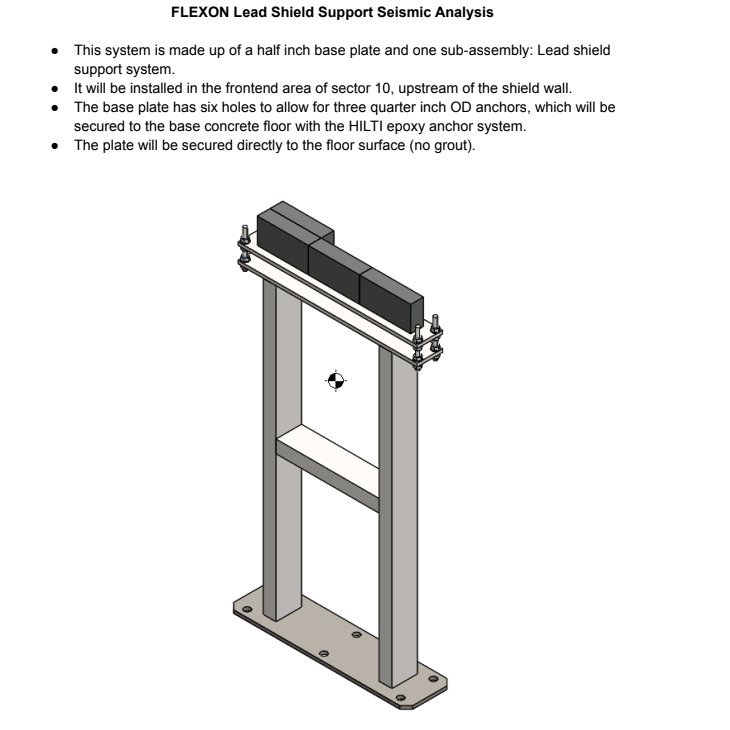 FLEXON Lead Shield Support Seismic Analysis
● This system is made up of a half inch base plate and one sub-assembly: Lead shield
support system.
● It will be installed in the frontend area of sector 10, upstream of the shield wall.
● The base plate has six holes to allow for three quarter inch OD anchors, which will be
secured to the base concrete floor with the HILTI epoxy anchor system.
● The plate will be secured directly to the floor surface (no grout).